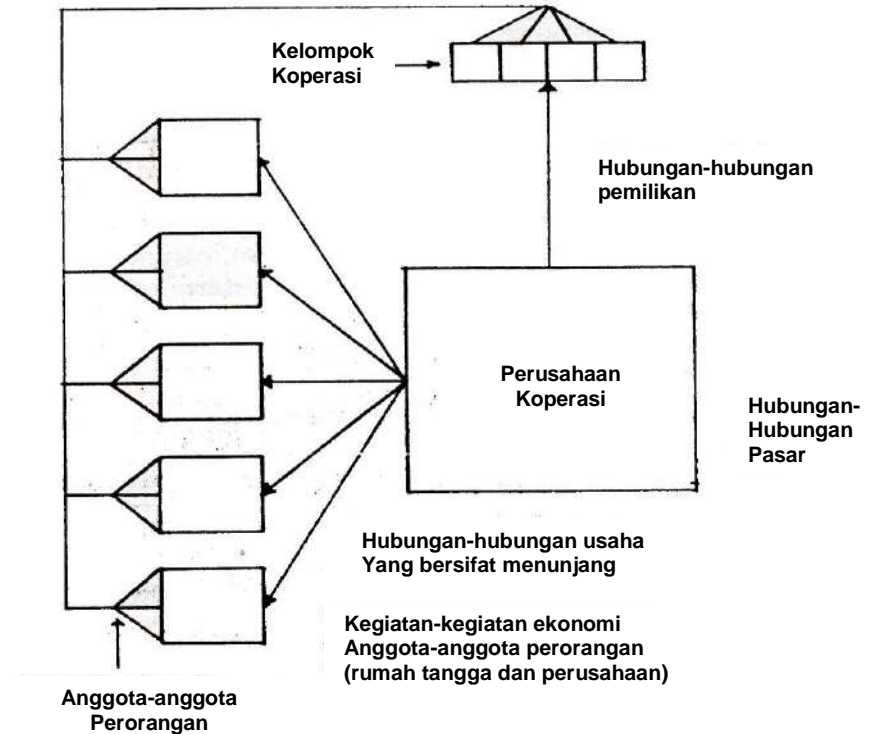 Kelompok
Koperasi
Hubungan-hubungan
pemilikan
Perusahaan
Koperasi
Hubungan-
Hubungan
Pasar
Hubungan-hubungan usaha
Yang bersifat menunjang
Kegiatan-kegiatan ekonomi
Anggota-anggota perorangan
(rumah tangga dan perusahaan)
Anggota-anggota
Perorangan